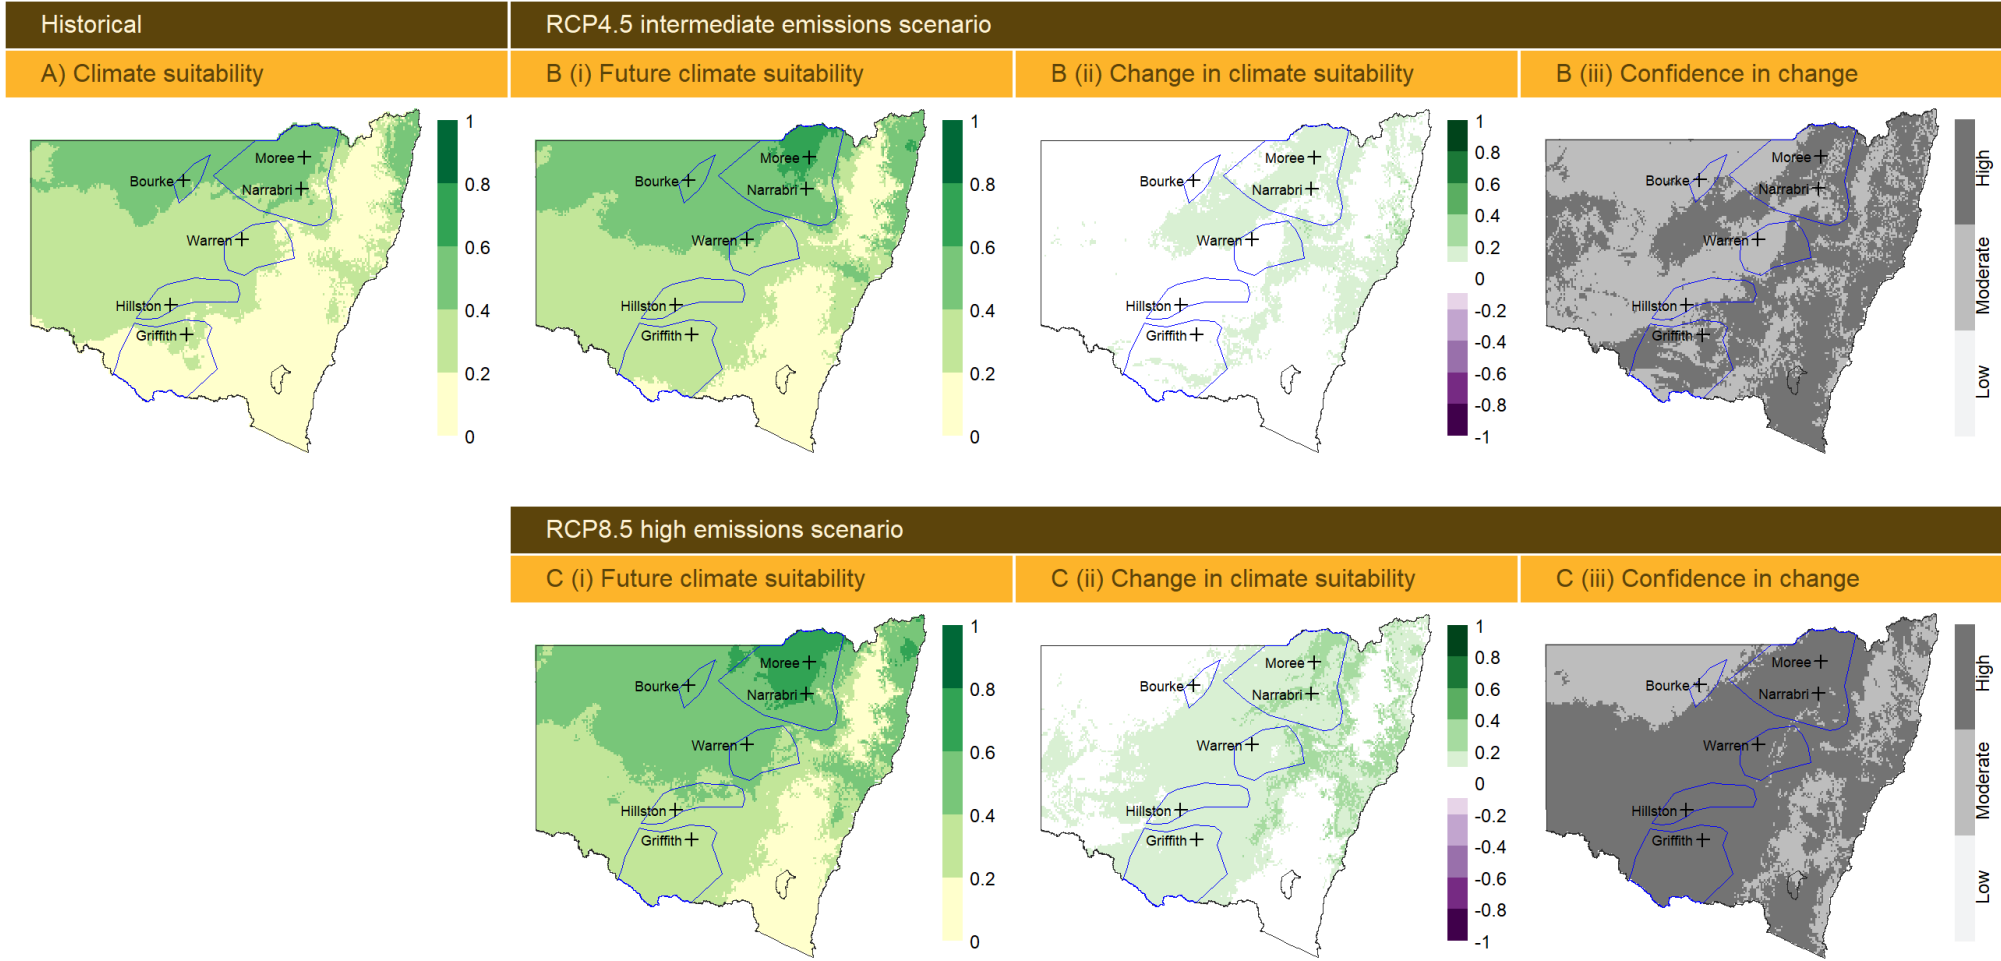 Historical
RCP4.5 intermediate emissions scenario
A) Climate suitability
B (i) Future climate suitability
B (ii) Change in climate suitability
B (iii) Confidence in change
Moree
Bourke
Narrabri
Warren
Hillston
Griffith
1
0.8
0.6
0.4
0.2
0
Moree
Bourke
Narrabri
Warren
Hillston
Griffith
1
0.8
0.6
0.4
0.2
0
Moree
Bourke
Narrabri
Warren
Hillston
Griffith
1
0.8
0.6
0.4
0.2
0
-0.2
-0.4
-0.6
-0.8
-1
Moree
Bourke
Narrabri
Warren
Hillston
Griffith
High
Moderate
Low
RCP8.5 high emissions scenario
C (i) Future climate suitability
C (ii) Change in climate suitability
C (iii) Confidence in change
Moree
Bourke
Narrabri
Warren
Hillston
Griffith
1
0.8
0.6
0.4
0.2
0
Moree
Bourke
Narrabri
Warren
Hillston
Griffith
1
0.8
0.6
0.4
0.2
0
-0.2
-0.4
-0.6
-0.8
-1
Moree
Bourke
Narrabri
Warren
Hillston
Griffith
High
Moderate
Low